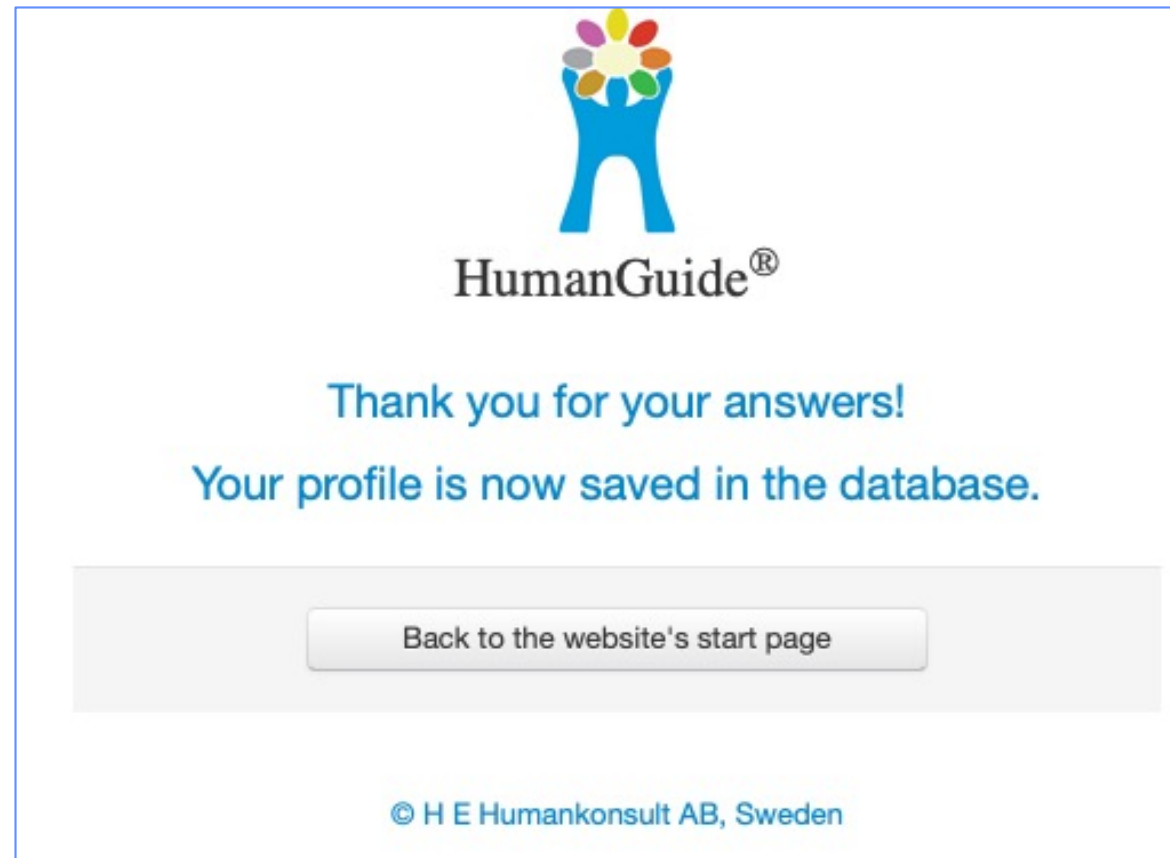 HumanGuide®
Thank you for your answers!
Your profile is now saved in the database.
Back to the website's start page
© H E Humankonsult AB, Sweden